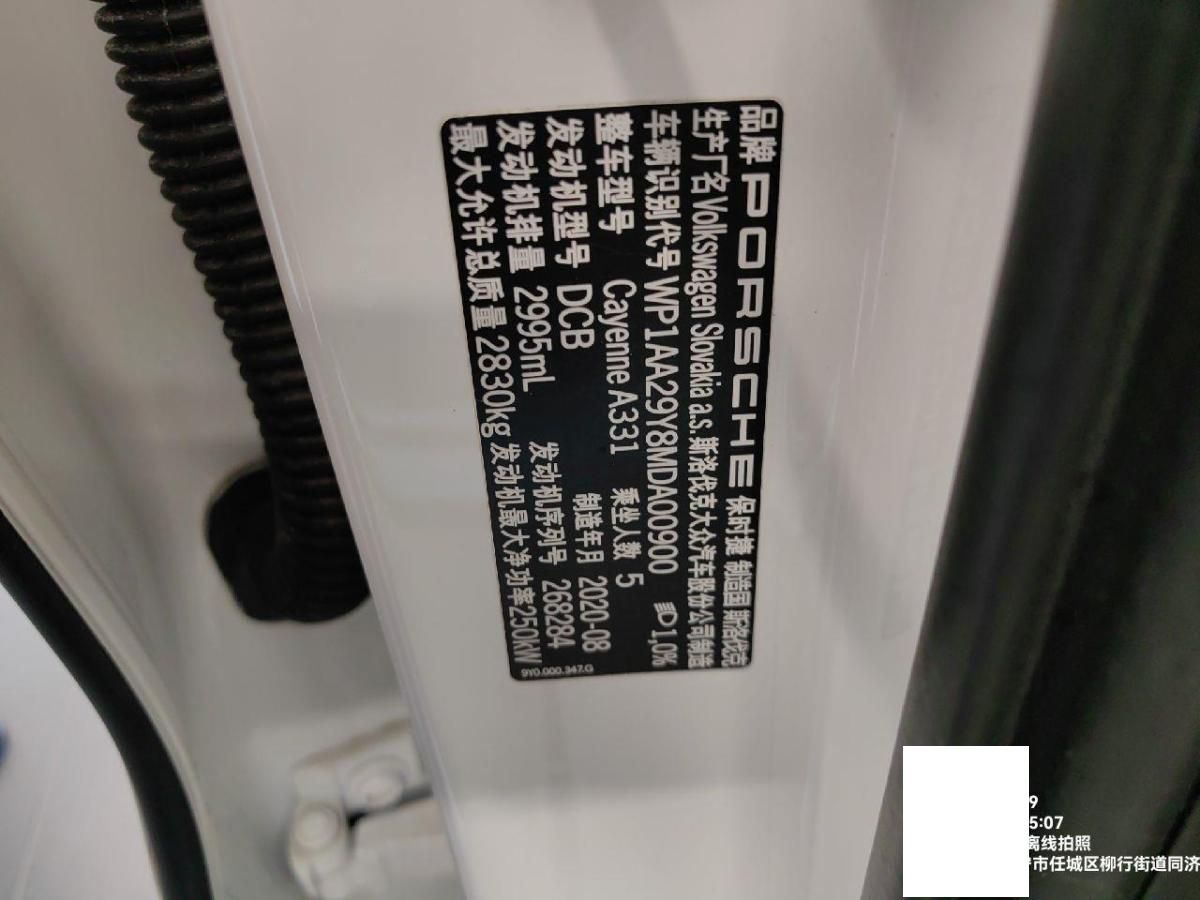 品牌 PORSCHE 保时捷 制造国 斯洛伐克
生产厂名 Volkswagen Slovakia a.s. 斯洛伐克大众汽车股份公司制造
车辆识别代号 WP1AA29Y8MDA00900 1,0%
整车型号 Cayenne A331 乘坐人数 5
发动机型号 DCB 制造年月 2020-08
发动机排量 2995mL 发动机序列号 268284
最大允许总质量 2830kg 发动机最大净功率250kW
9Y0.000.347.G
9
5:07
离线拍照
宁市任城区柳行街道同济